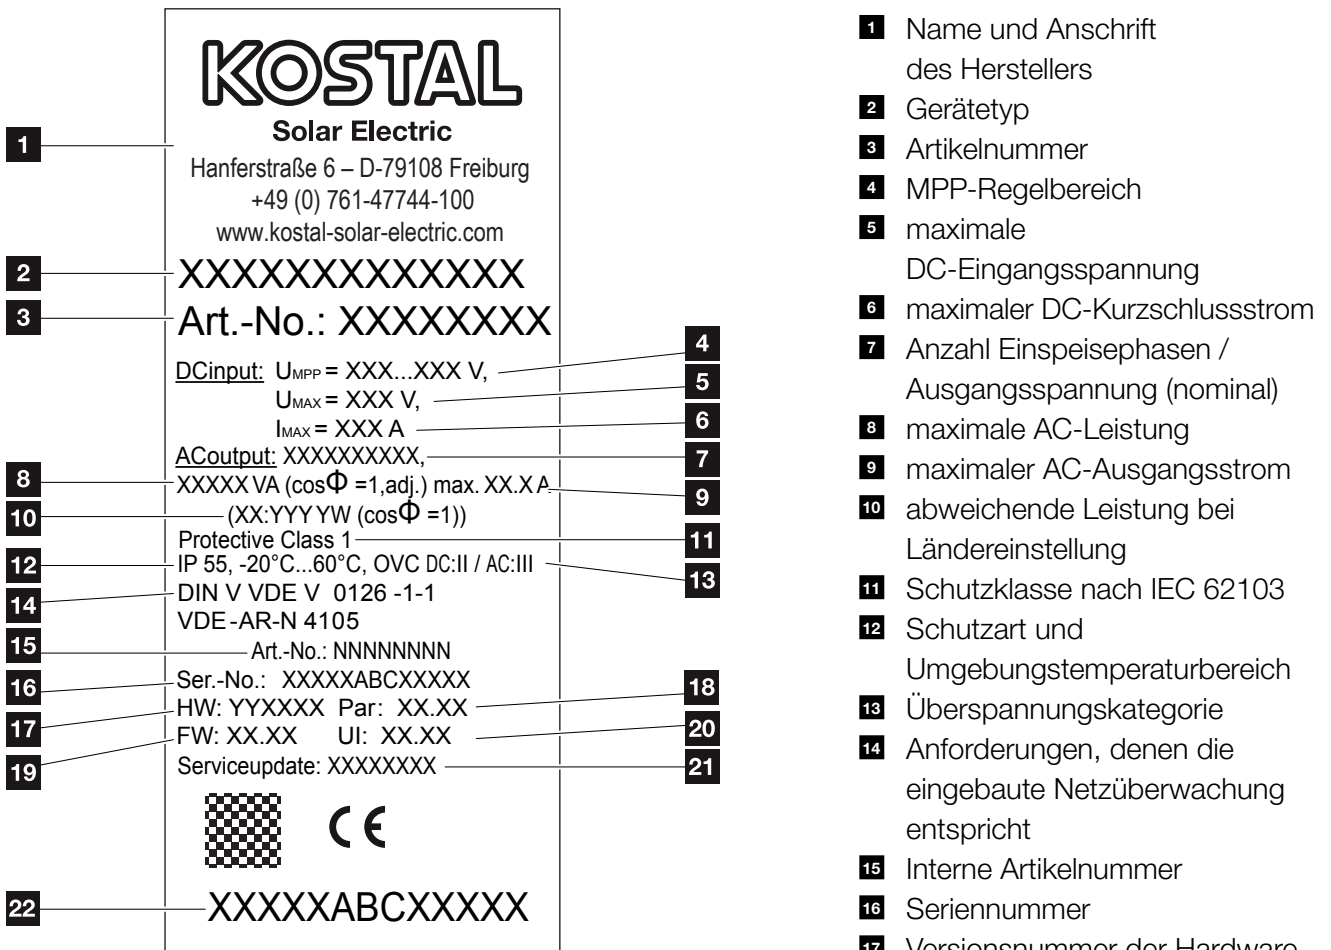 KOSTAL
Solar Electric
Hanferstraße 6 – D-79108 Freiburg
+49 (0) 761-47744-100
www.kostal-solar-electric.com
XXXXXXXXXXXXX
Art.-No.: XXXXXXXX
DCinput: UMPP = XXX...XXX V,
UMAX = XXX V,
IMAX = XXX A
ACoutput: XXXXXXXXXX,
XXXXX VA (cosΦ =1,adj.) max. XX.X A
(XX:YYY YW (cosΦ =1))
Protective Class 1
IP 55, -20°C...60°C, OVC DC:II / AC:III
DIN V VDE V 0126 -1-1
VDE-AR-N 4105
Art.-No.: NNNNNNNN
Ser.-No.: XXXXXABCXXXXX
HW: YYXXXX Par: XX.XX
FW: XX.XX UI: XX.XX
Serviceupdate: XXXXXXXX
CE
XXXXXABCXXXXX
1
2
3
8
10
12
14
15
16
17
19
22
4
5
6
7
9
11
13
18
20
21
1 Name und Anschrift
des Herstellers
2 Gerätetyp
3 Artikelnummer
4 MPP-Regelbereich
5 maximale
DC-Eingangsspannung
6 maximaler DC-Kurzschlussstrom
7 Anzahl Einspeisephasen /
Ausgangsspannung (nominal)
8 maximale AC-Leistung
9 maximaler AC-Ausgangsstrom
10 abweichende Leistung bei
Ländereinstellung
11 Schutzklasse nach IEC 62103
12 Schutzart und
Umgebungstemperaturbereich
13 Überspannungskategorie
14 Anforderungen, denen die
eingebaute Netzüberwachung
entspricht
15 Interne Artikelnummer
16 Seriennummer
17 Versionsnummer der Hardware